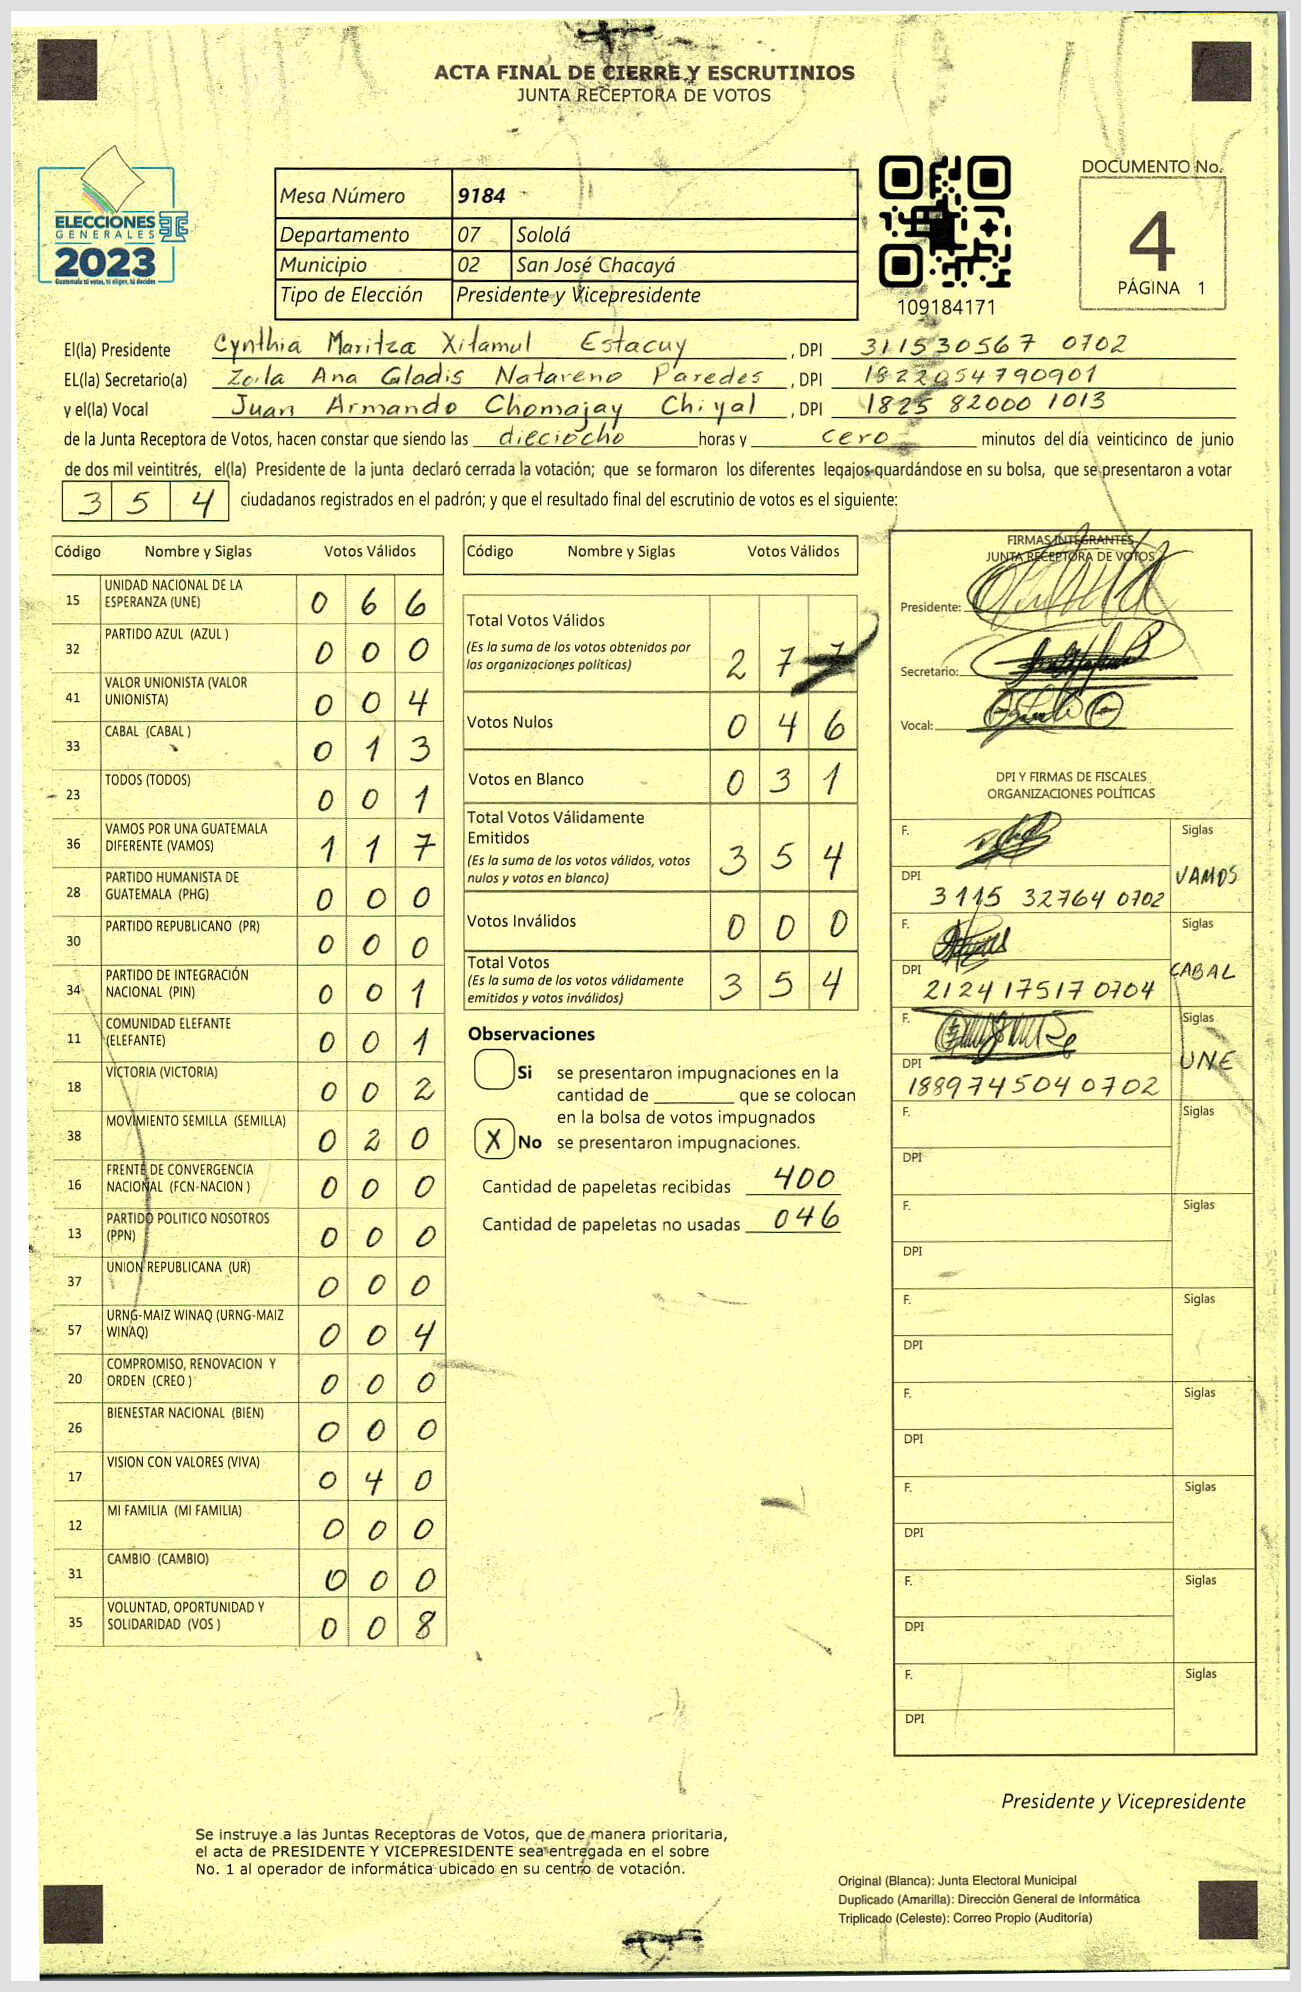 ACTA FINAL DE CIERRE Y ESCRUTINIOS
JUNTA RECEPTORA DE VOTOS
ELECCIONES
GENERALES
2023
Guatemala tú votas, tú eliges, tú decides
Mesa Número 9184
Departamento 07 Sololá
Municipio 02 San José Chacayá
Tipo de Elección Presidente y Vicepresidente
109184171
DOCUMENTO No.
4
PÁGINA 1
El(la) Presidente Cynthia Maritza Xitamul Estacuy , DPI 311530567 0702
EL(la) Secretario(a) Zoila Ana Gladis Natareno Paredes , DPI 1822054790901
y el(la) Vocal Juan Armando Chomajay Chiyal , DPI 1825 82000 1013
de la Junta Receptora de Votos, hacen constar que siendo las dieciocho horas y cero minutos del día veinticinco de junio
de dos mil veintitrés, el(la) Presidente de la junta declaró cerrada la votación; que se formaron los diferentes legajos quardándose en su bolsa, que se presentaron a votar
3 5 4 ciudadanos registrados en el padrón; y que el resultado final del escrutinio de votos es el siguiente:
Código Nombre y Siglas Votos Válidos
15 UNIDAD NACIONAL DE LA ESPERANZA (UNE) 0 6 6
32 PARTIDO AZUL (AZUL ) 0 0 0
41 VALOR UNIONISTA (VALOR UNIONISTA) 0 0 4
33 CABAL (CABAL ) 0 1 3
23 TODOS (TODOS) 0 0 1
36 VAMOS POR UNA GUATEMALA DIFERENTE (VAMOS) 1 1 7
28 PARTIDO HUMANISTA DE GUATEMALA (PHG) 0 0 0
30 PARTIDO REPUBLICANO (PR) 0 0 0
34 PARTIDO DE INTEGRACIÓN NACIONAL (PIN) 0 0 1
11 COMUNIDAD ELEFANTE (ELEFANTE) 0 0 1
18 VICTORIA (VICTORIA) 0 0 2
38 MOVIMIENTO SEMILLA (SEMILLA) 0 2 0
16 FRENTE DE CONVERGENCIA NACIONAL (FCN-NACION ) 0 0 0
13 PARTIDO POLITICO NOSOTROS (PPN) 0 0 0
37 UNION REPUBLICANA (UR) 0 0 0
57 URNG-MAIZ WINAQ (URNG-MAIZ WINAQ) 0 0 4
20 COMPROMISO, RENOVACION Y ORDEN (CREO ) 0 0 0
26 BIENESTAR NACIONAL (BIEN) 0 0 0
17 VISION CON VALORES (VIVA) 0 4 0
12 MI FAMILIA (MI FAMILIA) 0 0 0
31 CAMBIO (CAMBIO) 0 0 0
35 VOLUNTAD, OPORTUNIDAD Y SOLIDARIDAD (VOS ) 0 0 8
Código Nombre y Siglas Votos Válidos
Total Votos Válidos
(Es la suma de los votos obtenidos por
las organizaciones políticas) 2 7 7
Votos Nulos 0 4 6
Votos en Blanco 0 3 1
Total Votos Válidamente
Emitidos
(Es la suma de los votos válidos, votos
nulos y votos en blanco) 3 5 4
Votos Inválidos 0 0 0
Total Votos
(Es la suma de los votos válidamente
emitidos y votos inválidos) 3 5 4
Observaciones
Si se presentaron impugnaciones en la
cantidad de ________ que se colocan
en la bolsa de votos impugnados
X No se presentaron impugnaciones.
Cantidad de papeletas recibidas 400
Cantidad de papeletas no usadas 046
FIRMAS INTEGRANTES
JUNTA RECEPTORA DE VOTOS
Presidente:
Secretario:
Vocal:
DPI Y FIRMAS DE FISCALES
ORGANIZACIONES POLÍTICAS
F. Siglas
DPI 3115 32764 0702 VAMOS
F. Siglas
DPI 2124 17517 0704 CABAL
F. Siglas
DPI 188974504 0702 UNE
F. Siglas
DPI
F. Siglas
DPI
F. Siglas
DPI
F. Siglas
DPI
F. Siglas
DPI
F. Siglas
DPI
F. Siglas
DPI
Presidente y Vicepresidente
Se instruye a las Juntas Receptoras de Votos, que de manera prioritaria,
el acta de PRESIDENTE Y VICEPRESIDENTE sea entregada en el sobre
No. 1 al operador de informática ubicado en su centro de votación.
Original (Blanca): Junta Electoral Municipal
Duplicado (Amarilla): Dirección General de Informática
Triplicado (Celeste): Correo Propio (Auditoría)